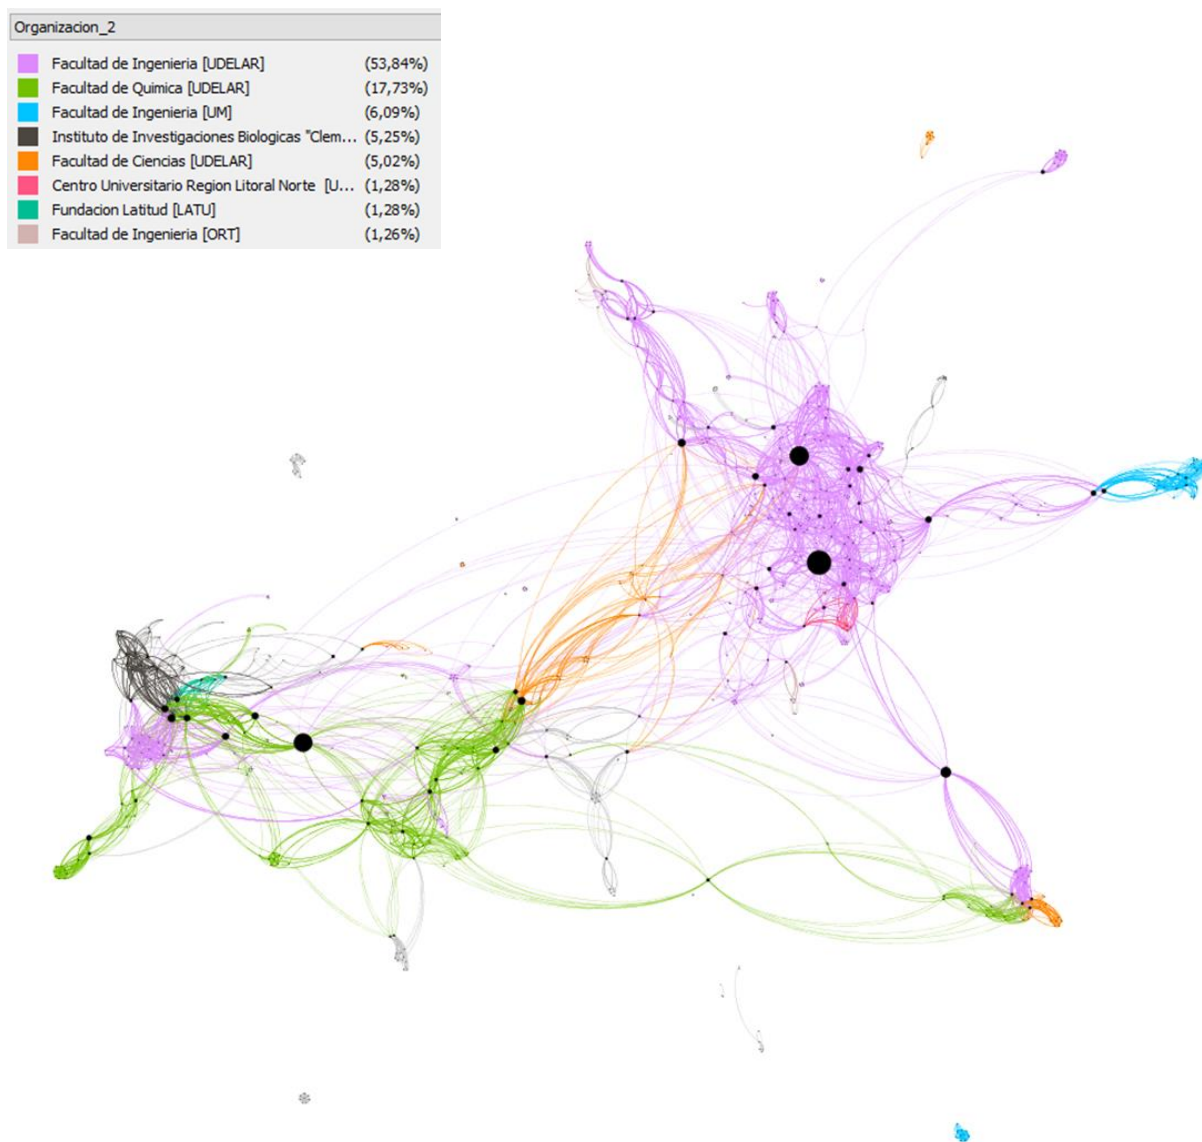 Organizacion_2
Facultad de Ingenieria [UDELAR] (53,84%)
Facultad de Quimica [UDELAR] (17,73%)
Facultad de Ingenieria [UM] (6,09%)
Instituto de Investigaciones Biologicas "Clem... (5,25%)
Facultad de Ciencias [UDELAR] (5,02%)
Centro Universitario Region Litoral Norte [U... (1,28%)
Fundacion Latitud [LATU] (1,28%)
Facultad de Ingenieria [ORT] (1,26%)